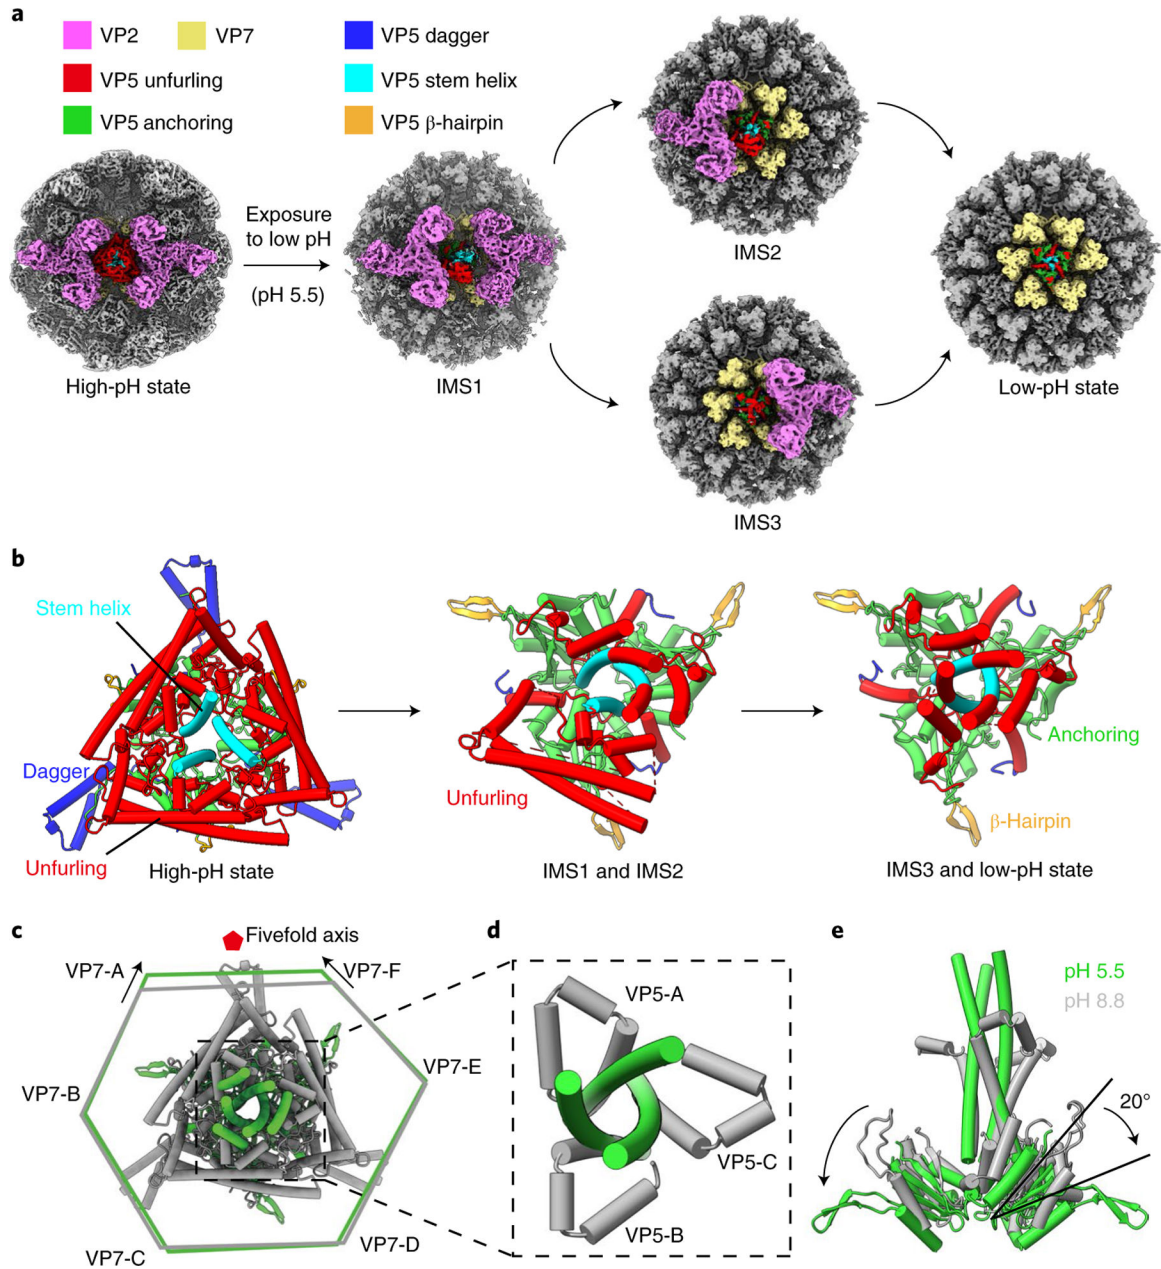 a
VP2
VP7
VP5 dagger
VP5 unfurling
VP5 stem helix
VP5 anchoring
VP5 β-hairpin
Exposure
to low pH
(pH 5.5)
High-pH state
IMS1
IMS2
IMS3
Low-pH state
b
Stem helix
Dagger
Unfurling
High-pH state
Unfurling
IMS1 and IMS2
Anchoring
β-Hairpin
IMS3 and low-pH state
c
Fivefold axis
VP7-A
VP7-F
VP7-B
VP7-E
VP7-C
VP7-D
d
VP5-A
VP5-C
VP5-B
e
pH 5.5
pH 8.8
20°